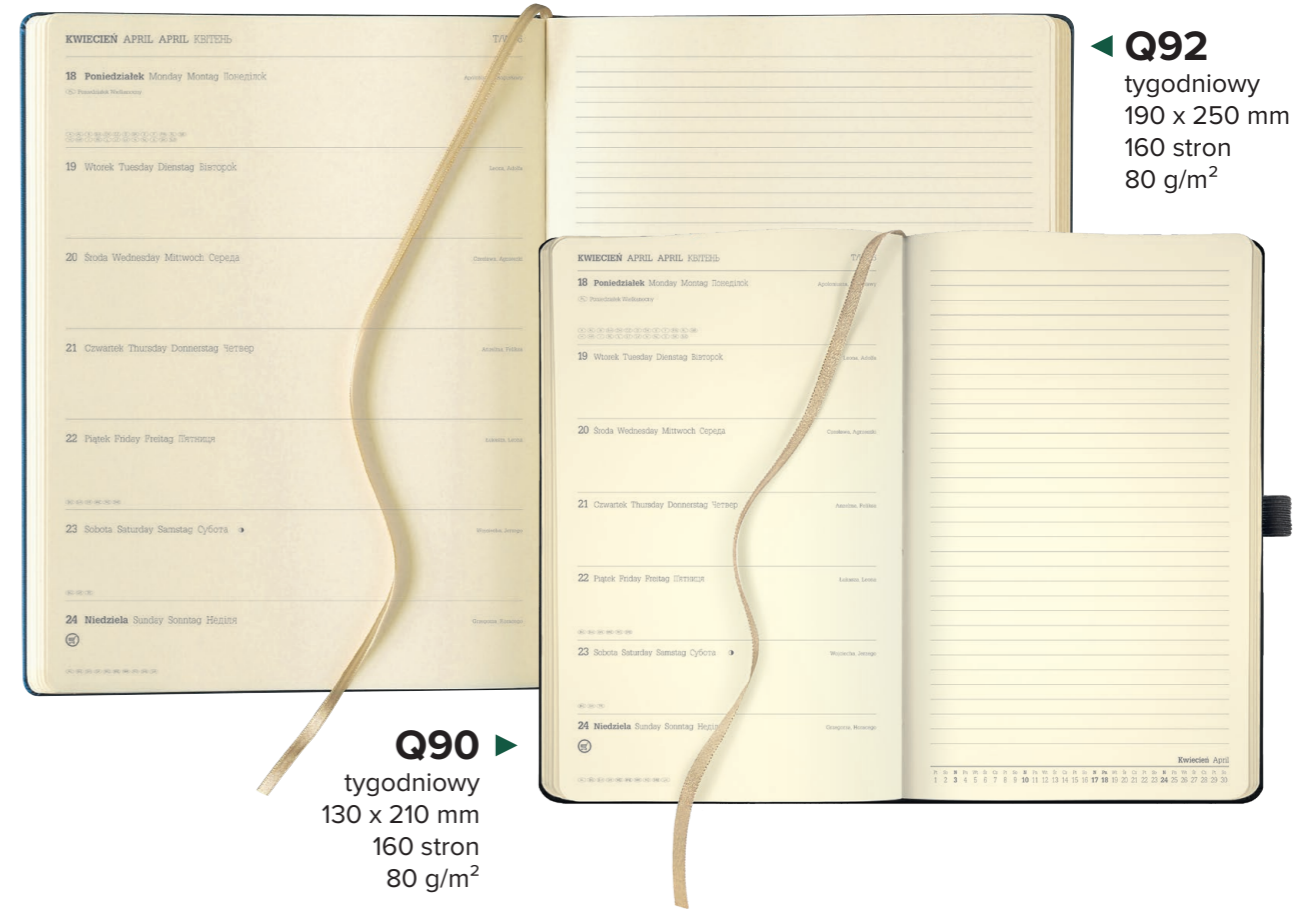 KWIECIEŃ APRIL APRIL КВІТЕНЬ
18 Poniedziałek Monday Montag Понеділок
Poniedziałek Wielkanocny
19 Wtorek Tuesday Dienstag Вівторок
20 Środa Wednesday Mittwoch Середа
21 Czwartek Thursday Donnerstag Четвер
22 Piątek Friday Freitag П'ятниця
23 Sobota Saturday Samstag Субота
24 Niedziela Sunday Sonntag Неділя
Q92
tygodniowy
190 x 250 mm
160 stron
80 g/m²
KWIECIEŃ APRIL APRIL КВІТЕНЬ
18 Poniedziałek Monday Montag Понеділок
Poniedziałek Wielkanocny
19 Wtorek Tuesday Dienstag Вівторок
20 Środa Wednesday Mittwoch Середа
21 Czwartek Thursday Donnerstag Четвер
22 Piątek Friday Freitag П'ятниця
23 Sobota Saturday Samstag Субота
24 Niedziela Sunday Sonntag
Kwiecień April
1 2 3 4 5 6 7 8 9 10 11 12 13 14 15 16 17 18 19 20 21 22 23 24 25 26 27 28 29 30
Q90
tygodniowy
130 x 210 mm
160 stron
80 g/m²